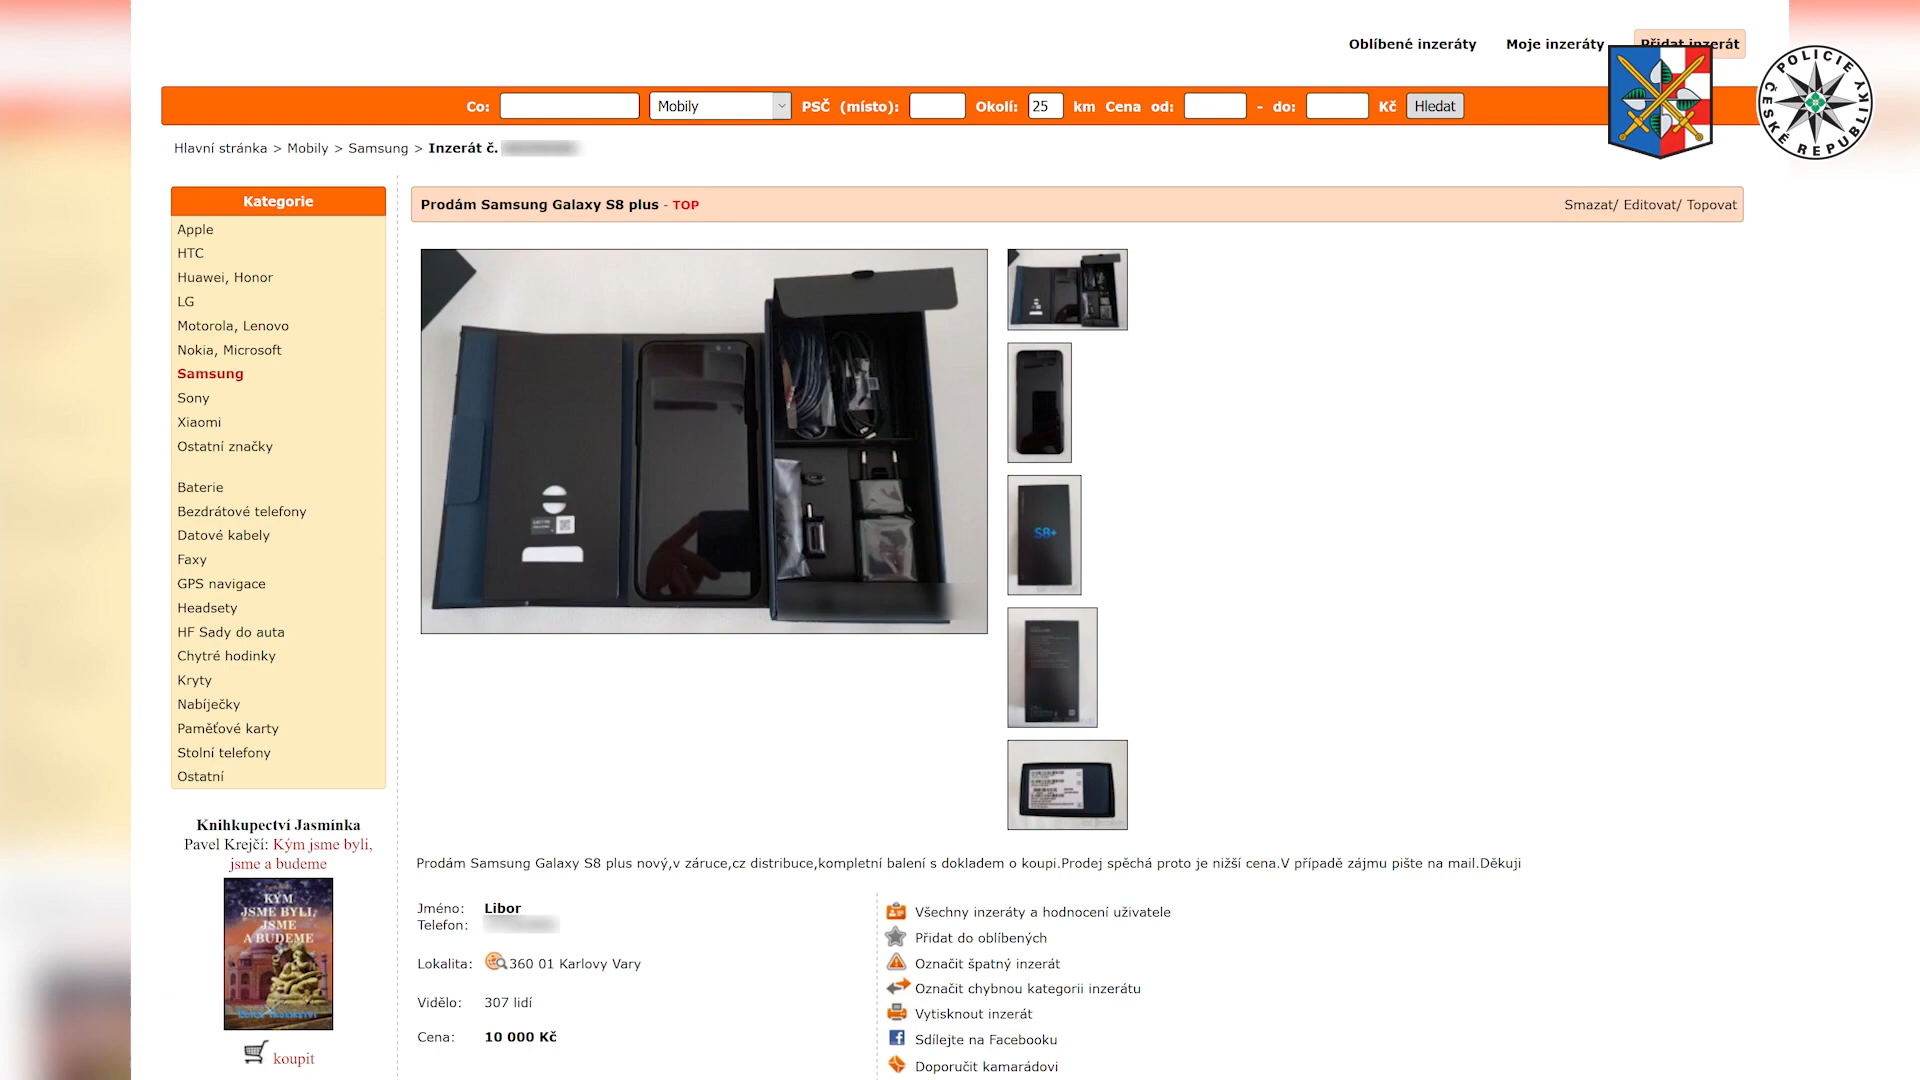 Oblíbené inzeráty Moje inzeráty Přidat inzerát
POLICIE ČESKÉ REPUBLIKY
Co: Mobily PSČ (místo): Okolí: 25 km Cena od: - do: Kč Hledat
Hlavní stránka > Mobily > Samsung > Inzerát č.
Kategorie
Apple
HTC
Huawei, Honor
LG
Motorola, Lenovo
Nokia, Microsoft
Samsung
Sony
Xiaomi
Ostatní značky
Baterie
Bezdrátové telefony
Datové kabely
Faxy
GPS navigace
Headsety
HF Sady do auta
Chytré hodinky
Kryty
Nabíječky
Paměťové karty
Stolní telefony
Ostatní
Knihkupectví Jasmínka
Pavel Krejčí: Kým jsme byli,
jsme a budeme
KÝM
JSME BYLI,
JSME
A BUDEME
koupit
Prodám Samsung Galaxy S8 plus - TOP
Smazat/ Editovat/ Topovat
S8+
Prodám Samsung Galaxy S8 plus nový,v záruce,cz distribuce,kompletní balení s dokladem o koupi.Prodej spěchá proto je nižší cena.V případě zájmu pište na mail.Děkuji
Jméno: Libor
Telefon:
Lokalita: 360 01 Karlovy Vary
Vidělo: 307 lidí
Cena: 10 000 Kč
Všechny inzeráty a hodnocení uživatele
Přidat do oblíbených
Označit špatný inzerát
Označit chybnou kategorii inzerátu
Vytisknout inzerát
Sdílejte na Facebooku
Doporučit kamarádovi